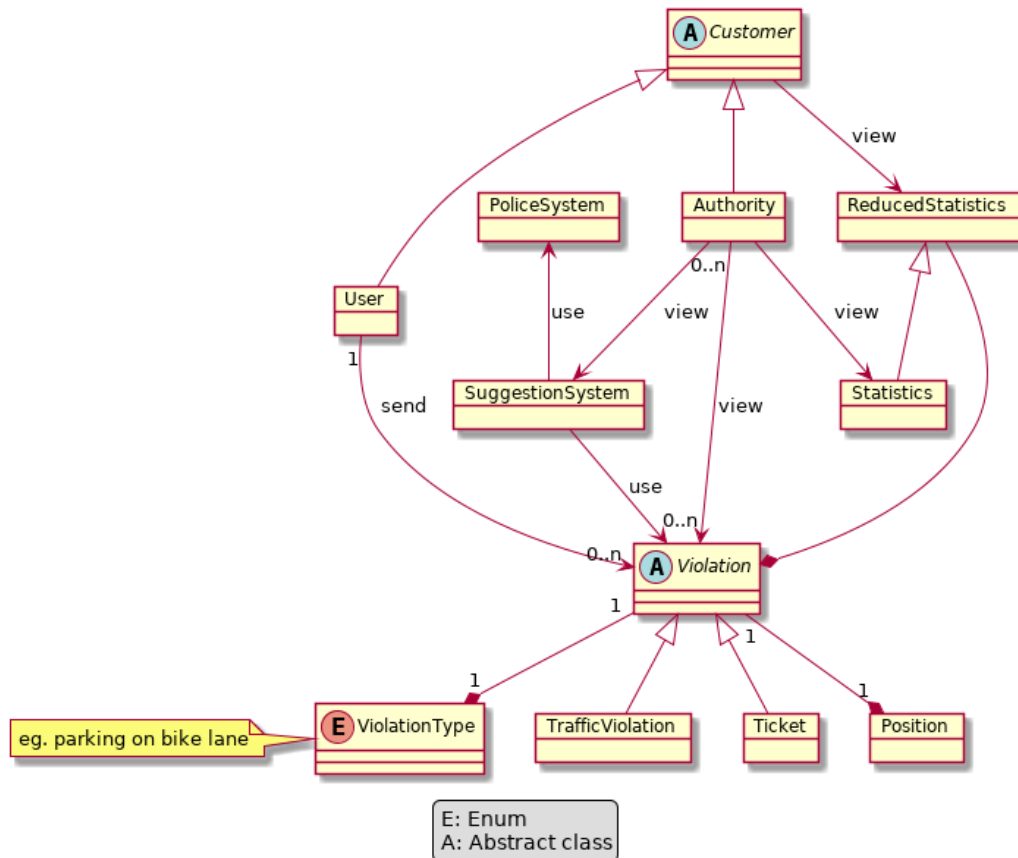 A Customer
view
PoliceSystem
Authority
ReducedStatistics
0..n
User
use
view
view
1
SuggestionSystem
Statistics
send
view
use
0..n
0..n
A Violation
1
1
1
1
E ViolationType
TrafficViolation
Ticket
Position
eg. parking on bike lane
E: Enum
A: Abstract class